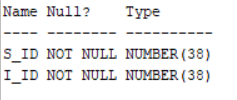 Name Null?    Type
---- -------- ----------
S_ID NOT NULL NUMBER(38)
I_ID NOT NULL NUMBER(38)